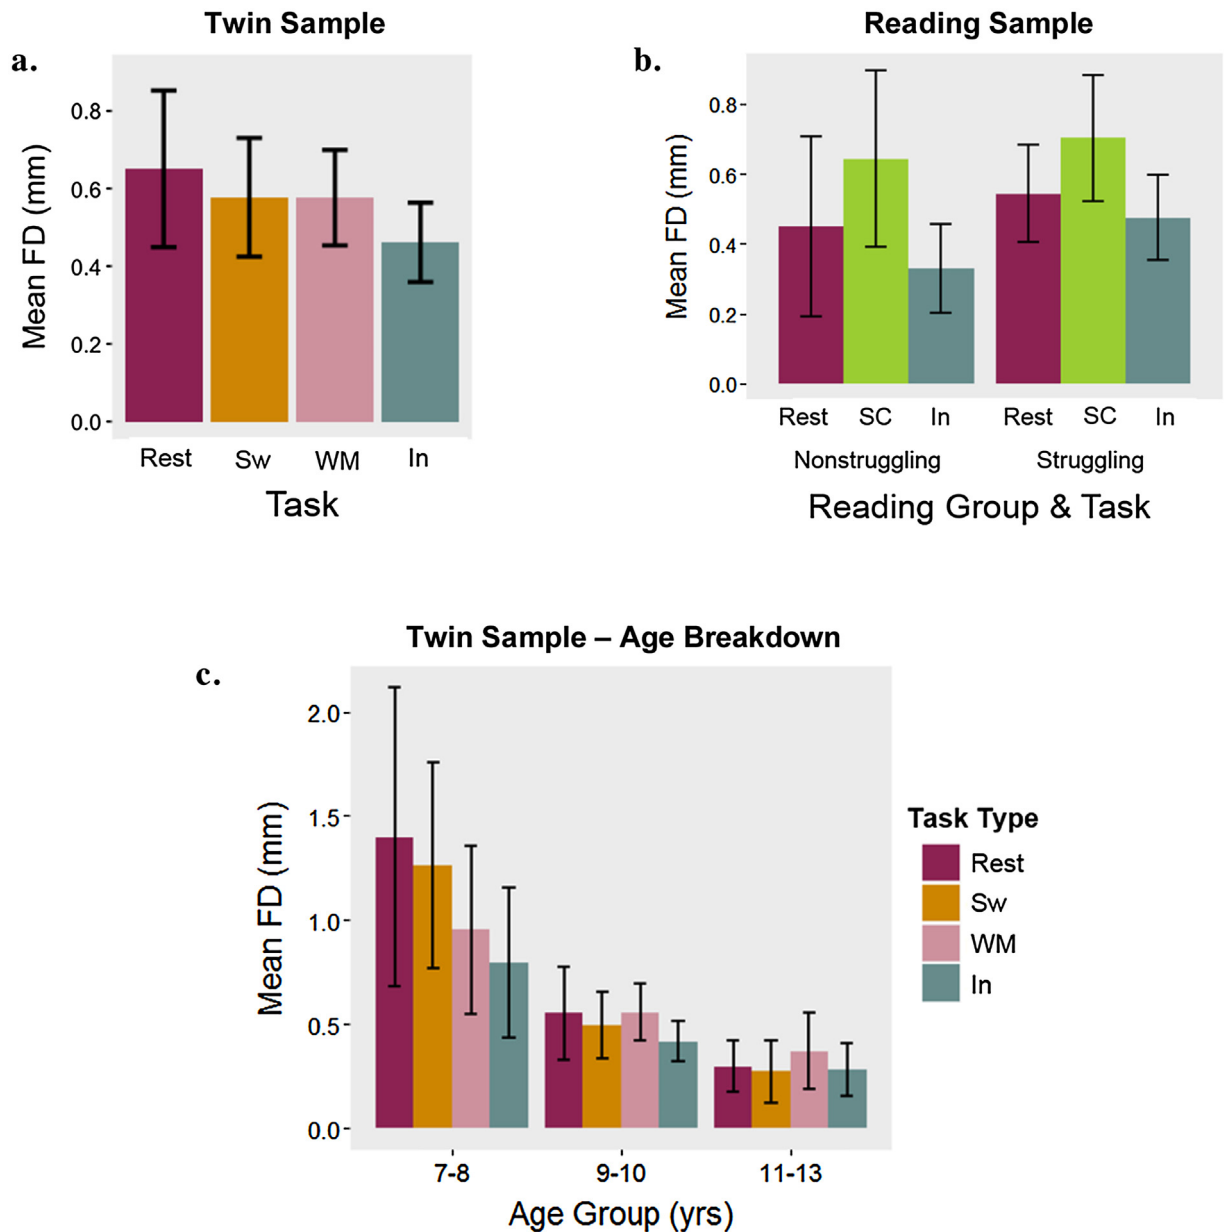 Twin Sample
a.
Mean FD (mm)
0.8
0.6
0.4
0.2
0.0
Rest Sw WM In
Task
Reading Sample
b.
Mean FD (mm)
0.8
0.6
0.4
0.2
0.0
Rest SC In Rest SC In
Nonstruggling Struggling
Reading Group & Task
Twin Sample – Age Breakdown
c.
Mean FD (mm)
2.0
1.5
1.0
0.5
0.0
7-8 9-10 11-13
Age Group (yrs)
Task Type
Rest
Sw
WM
In